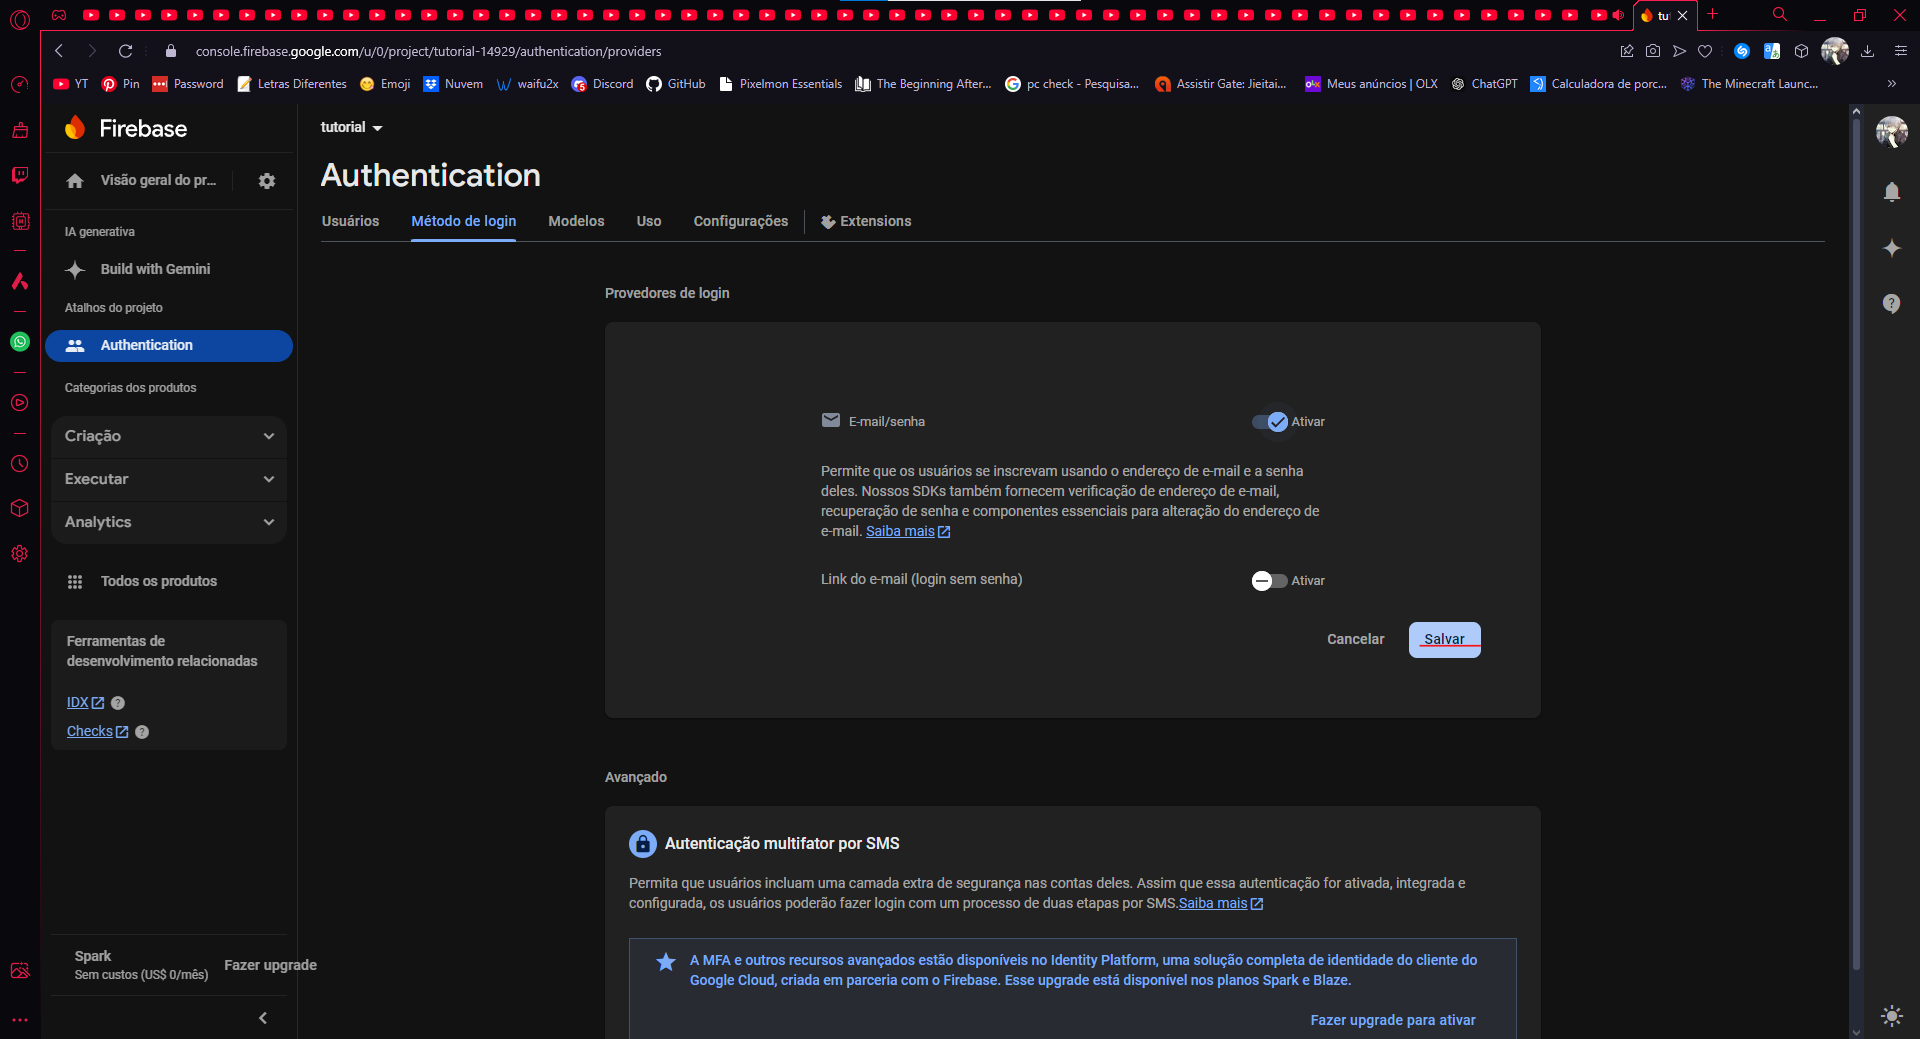 tu
console.firebase.google.com/u/0/project/tutorial-14929/authentication/providers
YT
Pin
Password
Letras Diferentes
Emoji
Nuvem
waifu2x
Discord
GitHub
Pixelmon Essentials
The Beginning After...
pc check - Pesquisa...
Assistir Gate: Jieitai...
Meus anúncios | OLX
ChatGPT
Calculadora de porc...
The Minecraft Launc...
Firebase
Visão geral do pr...
IA generativa
Build with Gemini
Atalhos do projeto
Authentication
Categorias dos produtos
Criação
Executar
Analytics
Todos os produtos
Ferramentas de
desenvolvimento relacionadas
IDX
Checks
Spark
Sem custos (US$ 0/mês)
Fazer upgrade
tutorial
Authentication
Usuários
Método de login
Modelos
Uso
Configurações
Extensions
Provedores de login
E-mail/senha
Ativar
Permite que os usuários se inscrevam usando o endereço de e-mail e a senha
deles. Nossos SDKs também fornecem verificação de endereço de e-mail,
recuperação de senha e componentes essenciais para alteração do endereço de
e-mail. Saiba mais
Link do e-mail (login sem senha)
Ativar
Cancelar
Salvar
Avançado
Autenticação multifator por SMS
Permita que usuários incluam uma camada extra de segurança nas contas deles. Assim que essa autenticação for ativada, integrada e
configurada, os usuários poderão fazer login com um processo de duas etapas por SMS.Saiba mais
A MFA e outros recursos avançados estão disponíveis no Identity Platform, uma solução completa de identidade do cliente do
Google Cloud, criada em parceria com o Firebase. Esse upgrade está disponível nos planos Spark e Blaze.
Fazer upgrade para ativar